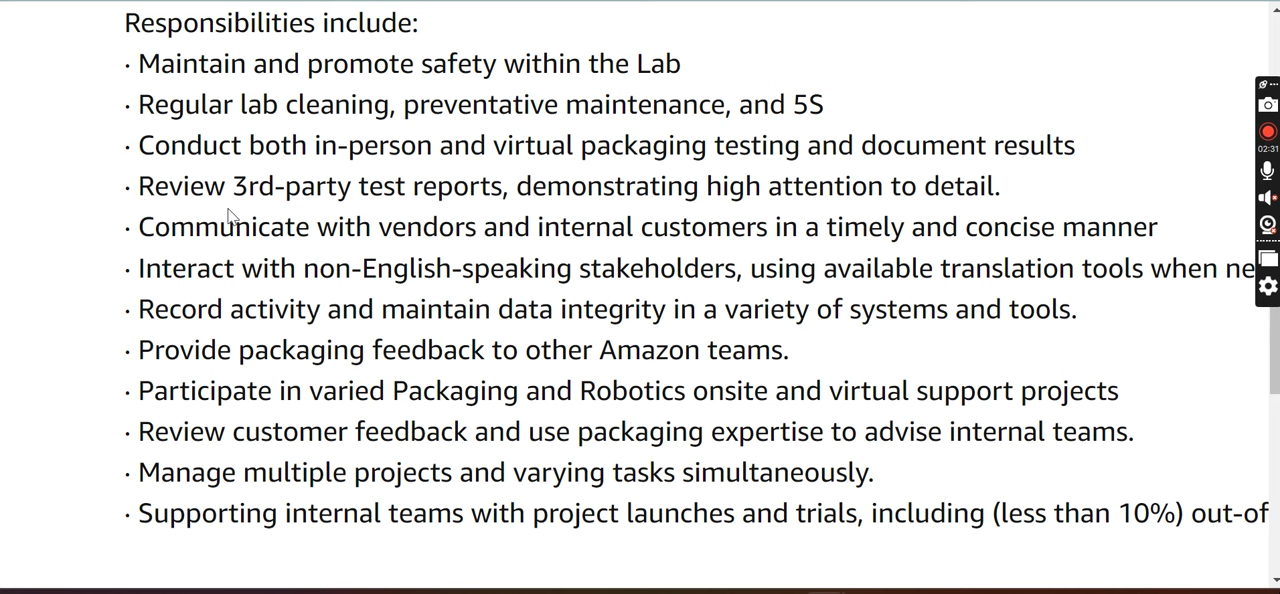 Responsibilities include:
· Maintain and promote safety within the Lab
· Regular lab cleaning, preventative maintenance, and 5S
· Conduct both in-person and virtual packaging testing and document results
· Review 3rd-party test reports, demonstrating high attention to detail.
· Communicate with vendors and internal customers in a timely and concise manner
· Interact with non-English-speaking stakeholders, using available translation tools when ne
· Record activity and maintain data integrity in a variety of systems and tools.
· Provide packaging feedback to other Amazon teams.
· Participate in varied Packaging and Robotics onsite and virtual support projects
· Review customer feedback and use packaging expertise to advise internal teams.
· Manage multiple projects and varying tasks simultaneously.
· Supporting internal teams with project launches and trials, including (less than 10%) out-of
02:31